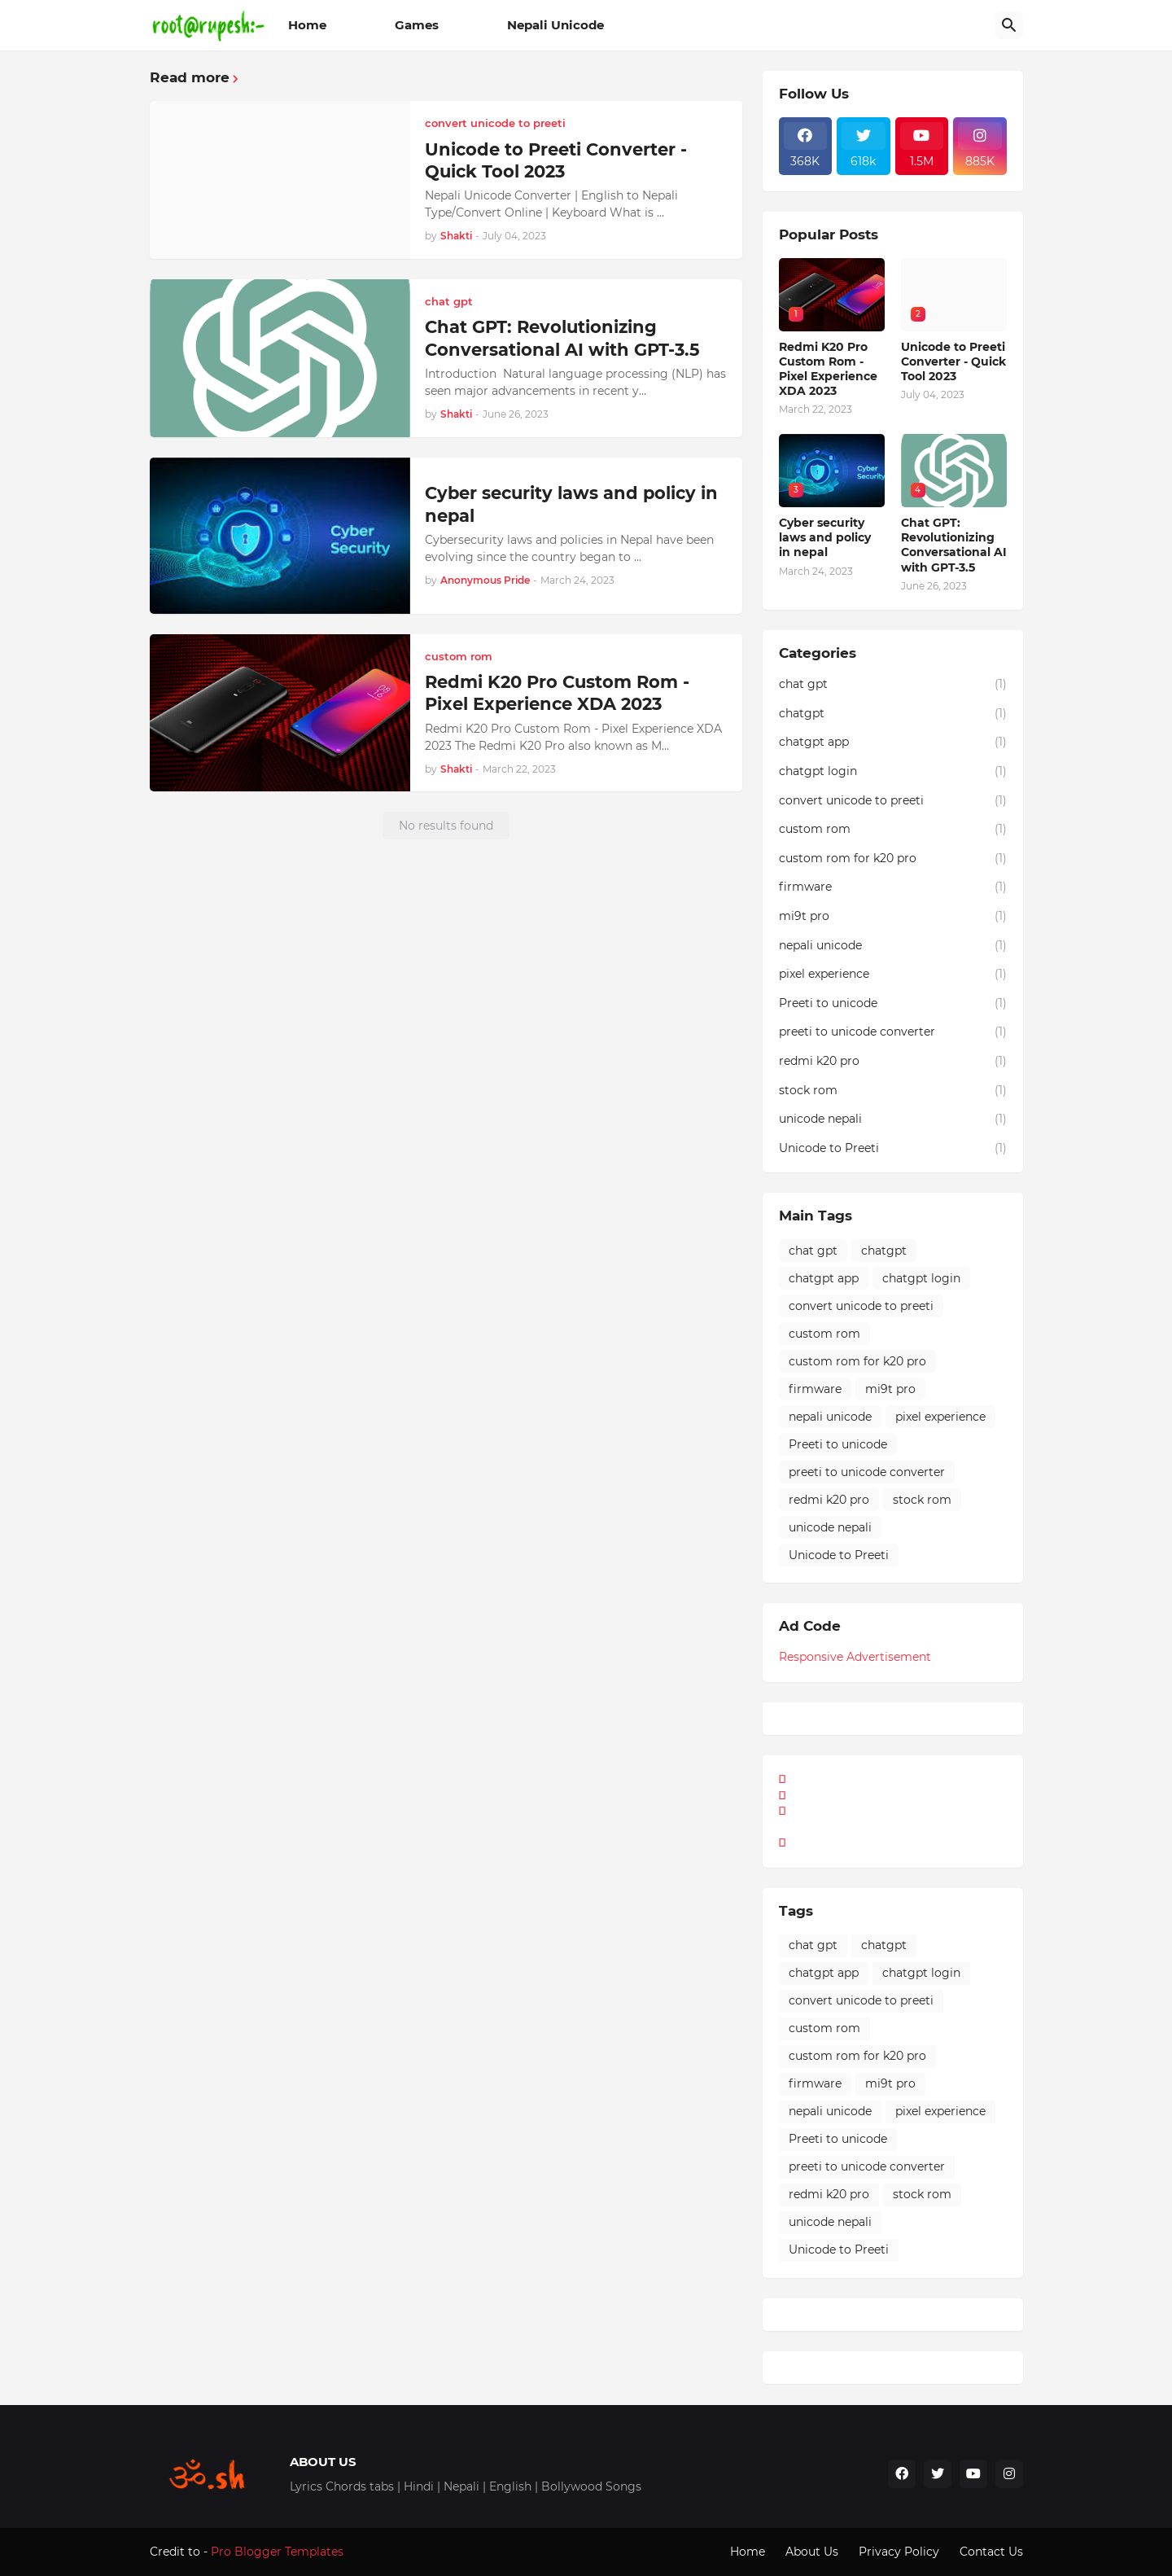 root@rupesh:~
Home
Games
Nepali Unicode
Read more
convert unicode to preeti
Unicode to Preeti Converter -
Quick Tool 2023
Nepali Unicode Converter | English to Nepali
Type/Convert Online | Keyboard What is ...
by Shakti - July 04, 2023
chat gpt
Chat GPT: Revolutionizing
Conversational AI with GPT-3.5
Introduction Natural language processing (NLP) has
seen major advancements in recent y...
by Shakti - June 26, 2023
Cyber
Security
Cyber security laws and policy in
nepal
Cybersecurity laws and policies in Nepal have been
evolving since the country began to ...
by Anonymous Pride - March 24, 2023
custom rom
Redmi K20 Pro Custom Rom -
Pixel Experience XDA 2023
Redmi K20 Pro Custom Rom - Pixel Experience XDA
2023 The Redmi K20 Pro also known as M...
by Shakti - March 22, 2023
No results found
Follow Us
368K
618k
1.5M
885K
Popular Posts
1
Redmi K20 Pro
Custom Rom -
Pixel Experience
XDA 2023
March 22, 2023
2
Unicode to Preeti
Converter - Quick
Tool 2023
July 04, 2023
3
Cyber
Security
Cyber security
laws and policy
in nepal
March 24, 2023
4
Chat GPT:
Revolutionizing
Conversational AI
with GPT-3.5
June 26, 2023
Categories
chat gpt (1)
chatgpt (1)
chatgpt app (1)
chatgpt login (1)
convert unicode to preeti (1)
custom rom (1)
custom rom for k20 pro (1)
firmware (1)
mi9t pro (1)
nepali unicode (1)
pixel experience (1)
Preeti to unicode (1)
preeti to unicode converter (1)
redmi k20 pro (1)
stock rom (1)
unicode nepali (1)
Unicode to Preeti (1)
Main Tags
chat gpt chatgpt
chatgpt app chatgpt login
convert unicode to preeti
custom rom
custom rom for k20 pro
firmware mi9t pro
nepali unicode pixel experience
Preeti to unicode
preeti to unicode converter
redmi k20 pro stock rom
unicode nepali
Unicode to Preeti
Ad Code
Responsive Advertisement
Tags
chat gpt chatgpt
chatgpt app chatgpt login
convert unicode to preeti
custom rom
custom rom for k20 pro
firmware mi9t pro
nepali unicode pixel experience
Preeti to unicode
preeti to unicode converter
redmi k20 pro stock rom
unicode nepali
Unicode to Preeti
ॐ.sh
ABOUT US
Lyrics Chords tabs | Hindi | Nepali | English | Bollywood Songs
Credit to - Pro Blogger Templates
Home
About Us
Privacy Policy
Contact Us